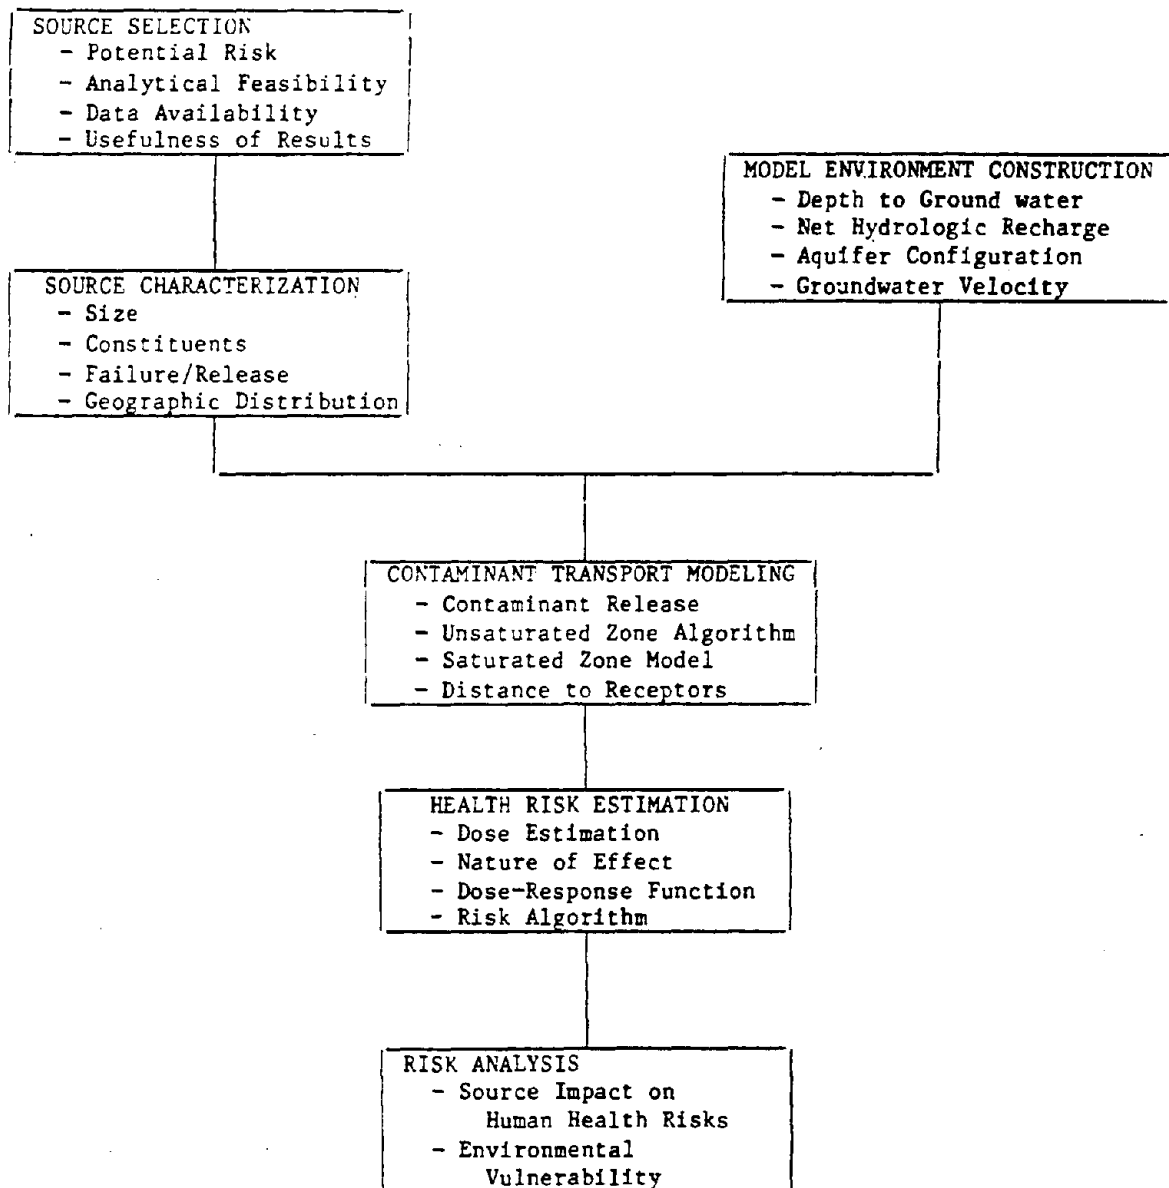 SOURCE SELECTION
- Potential Risk
- Analytical Feasibility
- Data Availability
- Usefulness of Results
MODEL ENVIRONMENT CONSTRUCTION
- Depth to Ground water
- Net Hydrologic Recharge
- Aquifer Configuration
- Groundwater Velocity
SOURCE CHARACTERIZATION
- Size
- Constituents
- Failure/Release
- Geographic Distribution
CONTAMINANT TRANSPORT MODELING
- Contaminant Release
- Unsaturated Zone Algorithm
- Saturated Zone Model
- Distance to Receptors
HEALTH RISK ESTIMATION
- Dose Estimation
- Nature of Effect
- Dose-Response Function
- Risk Algorithm
RISK ANALYSIS
- Source Impact on
Human Health Risks
- Environmental
Vulnerability